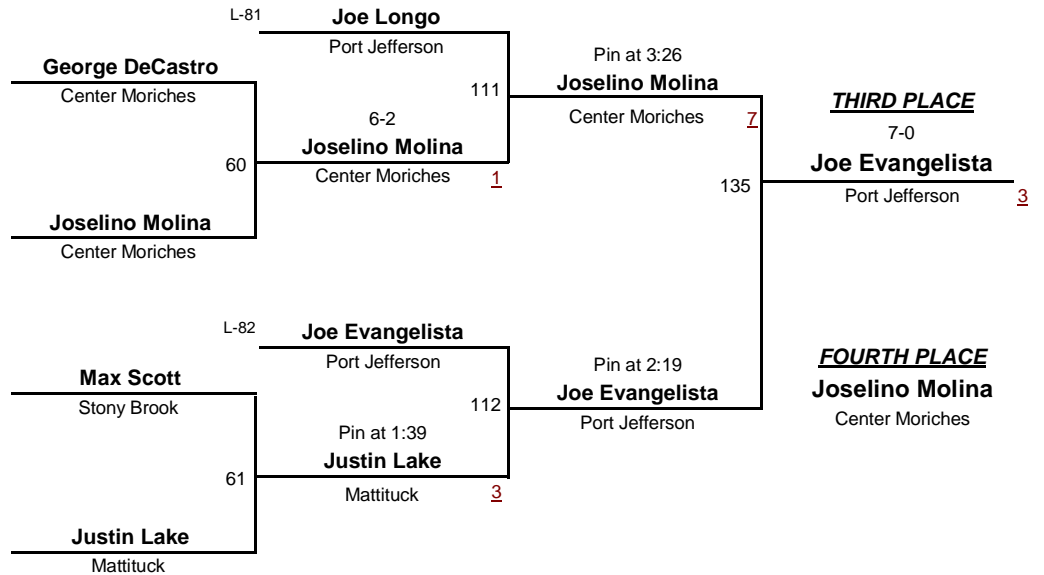 L-81
Joe Longo
Port Jefferson
George DeCastro
Center Moriches
111
Pin at 3:26
Joselino Molina
Center Moriches
7
THIRD PLACE
7-0
Joe Evangelista
Port Jefferson
3
60
6-2
Joselino Molina
Center Moriches
1
135
Joselino Molina
Center Moriches
L-82
Joe Evangelista
Port Jefferson
Max Scott
Stony Brook
112
Pin at 2:19
Joe Evangelista
Port Jefferson
FOURTH PLACE
Joselino Molina
Center Moriches
61
Pin at 1:39
Justin Lake
Mattituck
3
Justin Lake
Mattituck